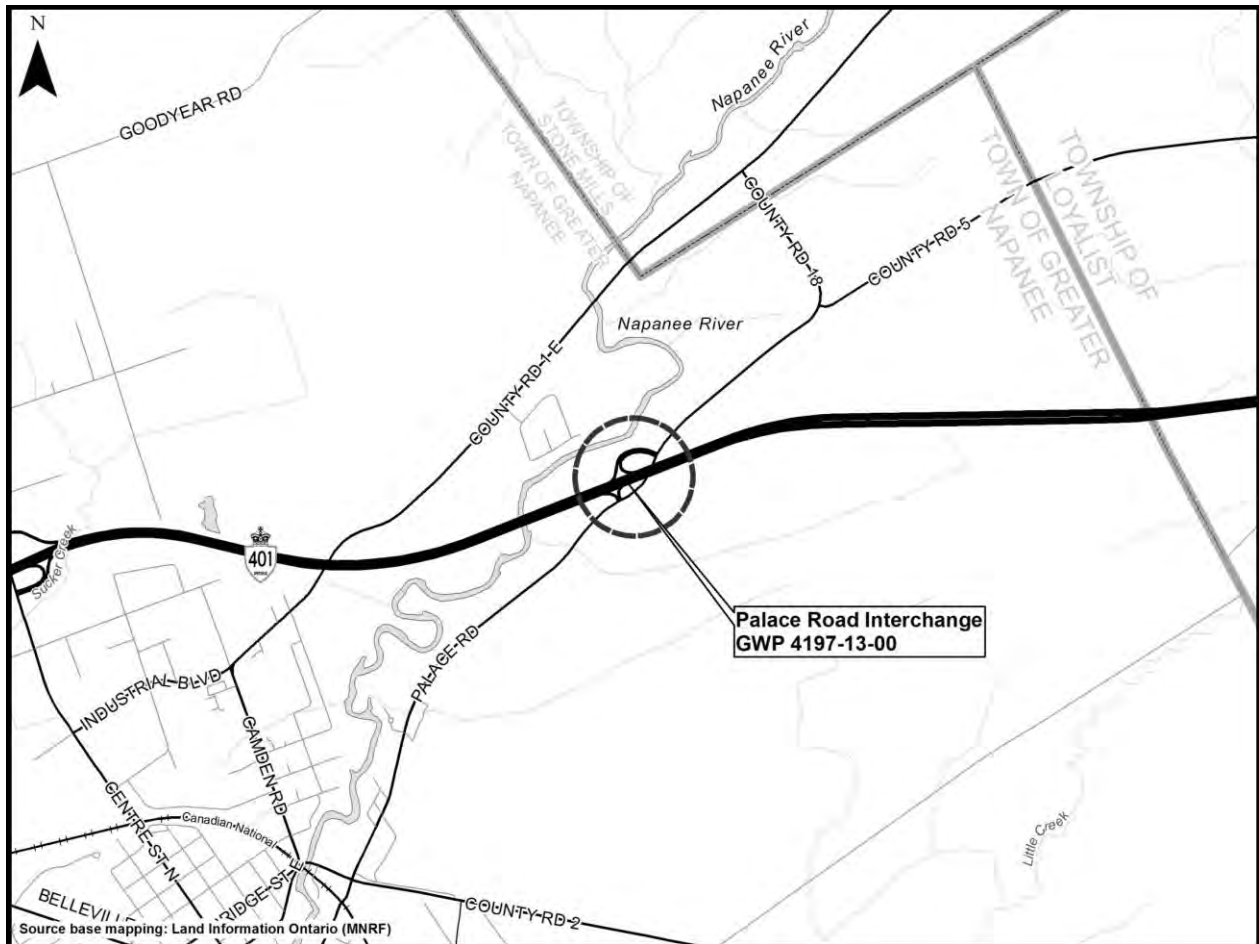 N
Napanee River
GOODYEAR RD
TOWNSHIP OF
STONE MILLS
TOWN OF GREATER
NAPANEE
COUNTY-RD-18
COUNTY-RD-5
TOWNSHIP OF
LOYALIST
TOWN OF GREATER
NAPANEE
Napanee River
COUNTY-RD-1-E
Sucker Creek
401
Palace Road Interchange
GWP 4197-13-00
PALACE-RD
INDUSTRIAL BLVD
CAMDEN-RD
CENTRE-ST-N
Canadian National
Little Creek
BELLEVILLE
BRIDGE-ST-E
COUNTY-RD-2
Source base mapping: Land Information Ontario (MNRF)